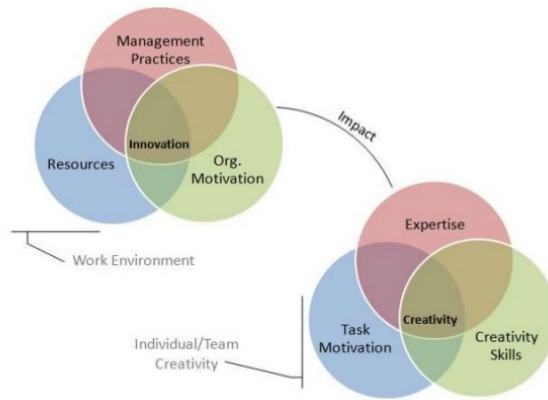 Management
Practices
Innovation
Resources
Org.
Motivation
Impact
Work Environment
Expertise
Individual/Team
Creativity
Task
Motivation
Creativity
Creativity
Skills